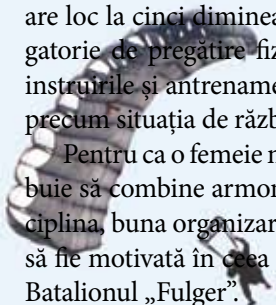 are loc la cinci diminea
gatorie de pregătire fiz
instruirile și antrename
precum situația de războ
Pentru ca o femeie m
buie să combine armon
ciplina, buna organizar
să fie motivată în ceea
Batalionul „Fulger”.